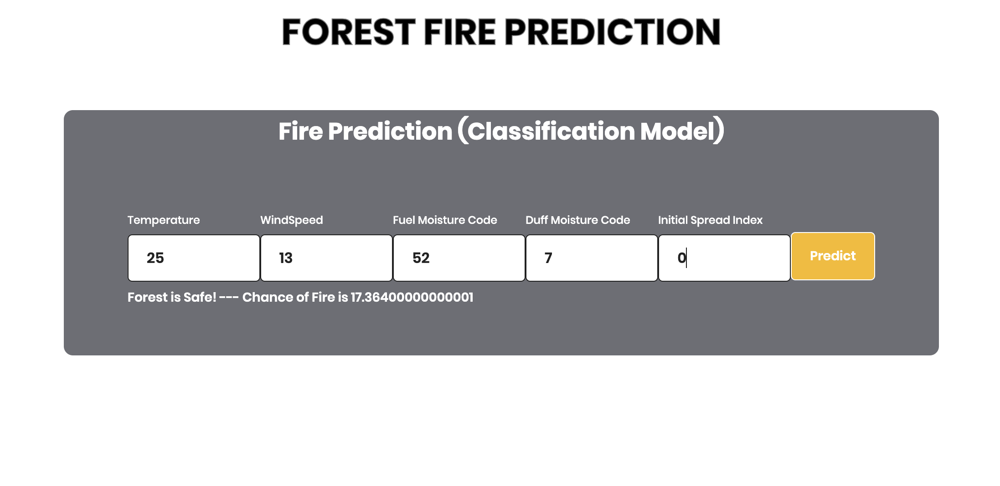 FOREST FIRE PREDICTION
Fire Prediction (Classification Model)
Temperature WindSpeed Fuel Moisture Code Duff Moisture Code Initial Spread Index
25 13 52 7 0 Predict
Forest is Safe! --- Chance of Fire is 17.36400000000001